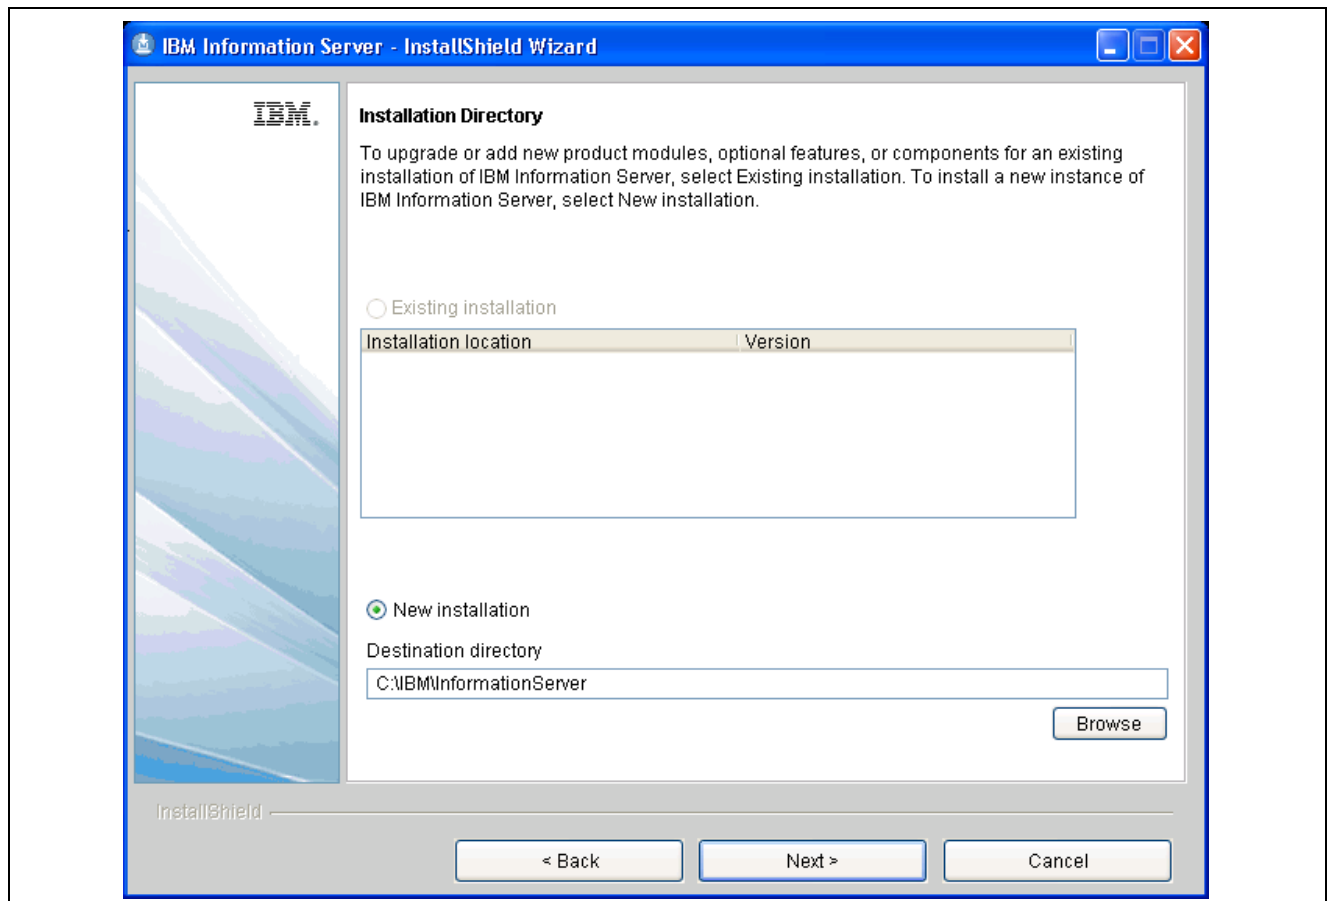 IBM Information Server - InstallShield Wizard
IBM.
Installation Directory
To upgrade or add new product modules, optional features, or components for an existing
installation of IBM Information Server, select Existing installation. To install a new instance of
IBM Information Server, select New installation.
Existing installation
Installation location Version
New installation
Destination directory
C:\IBM\InformationServer
Browse
InstallShield
< Back Next > Cancel